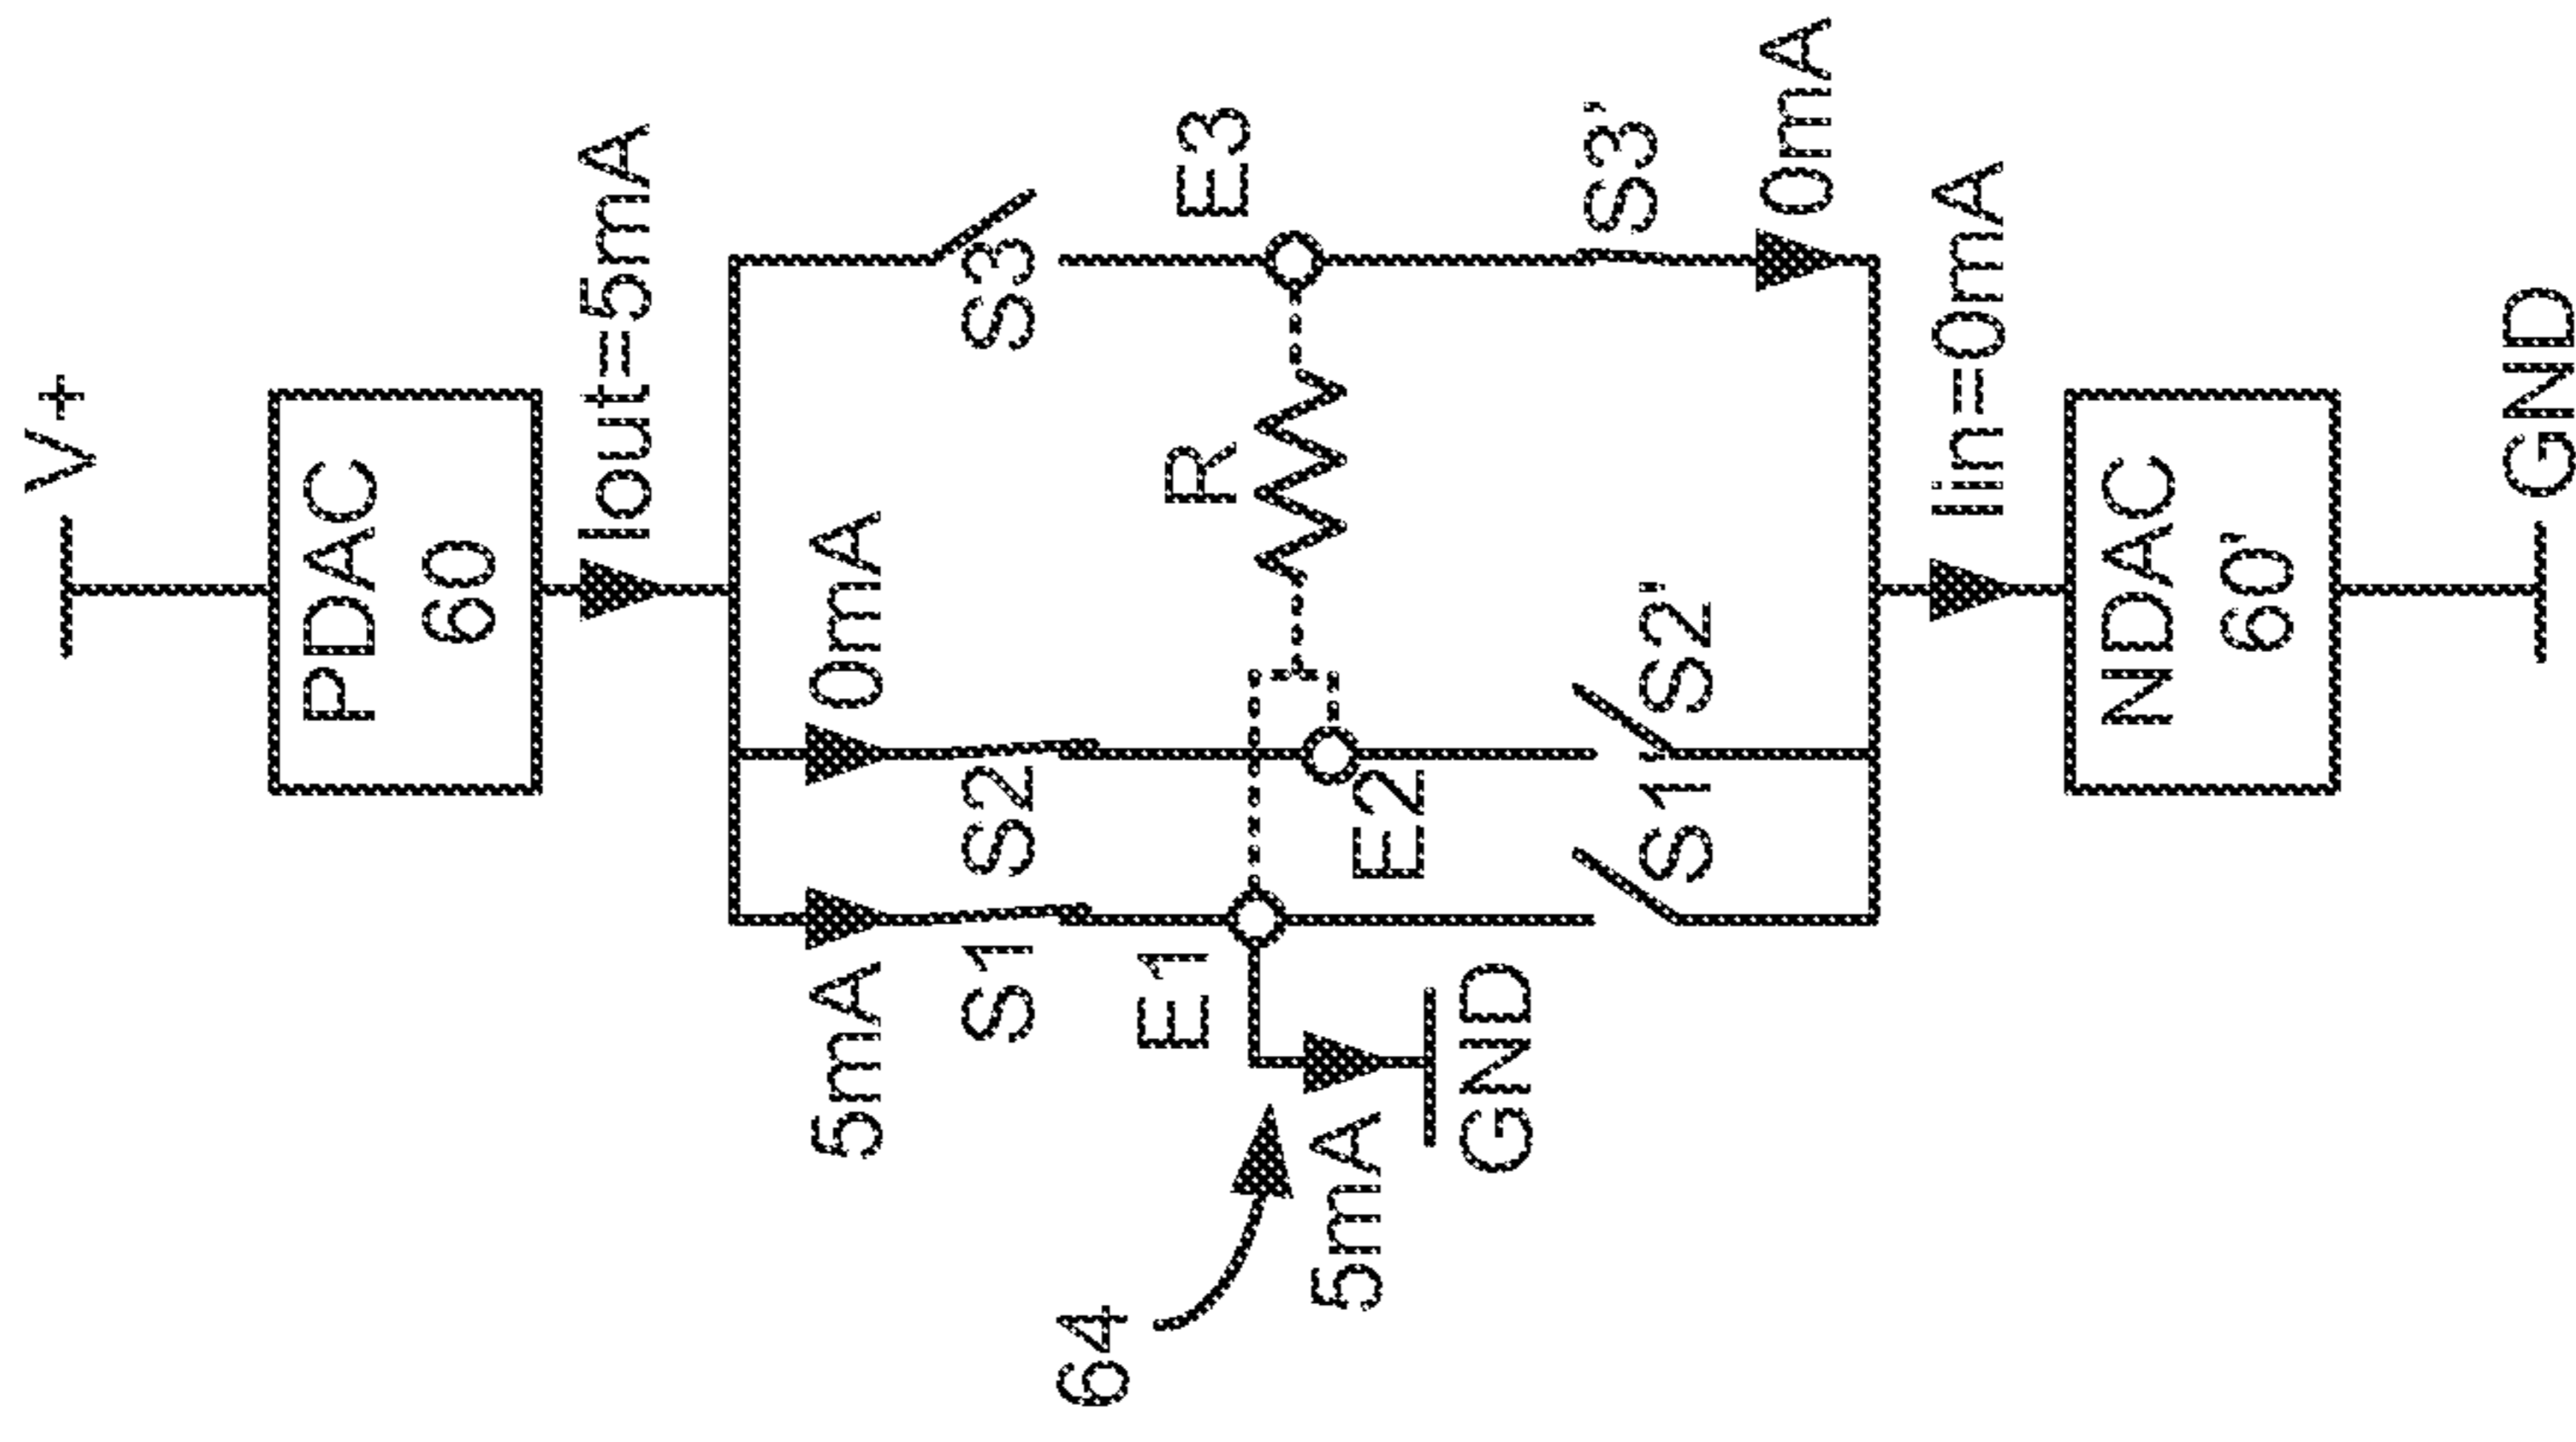 V+
PDAC
60
Iout=5mA
5mA
0mA
S1
S2
S3
E1
E2
E3
R
64
5mA
GND
S1'
S2'
S3'
0mA
Iin=0mA
NDAC
60'
GND